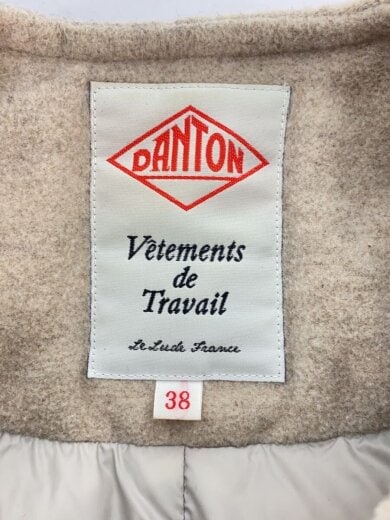 DANTON
Vêtements
de
Travail
Le Lude France
38